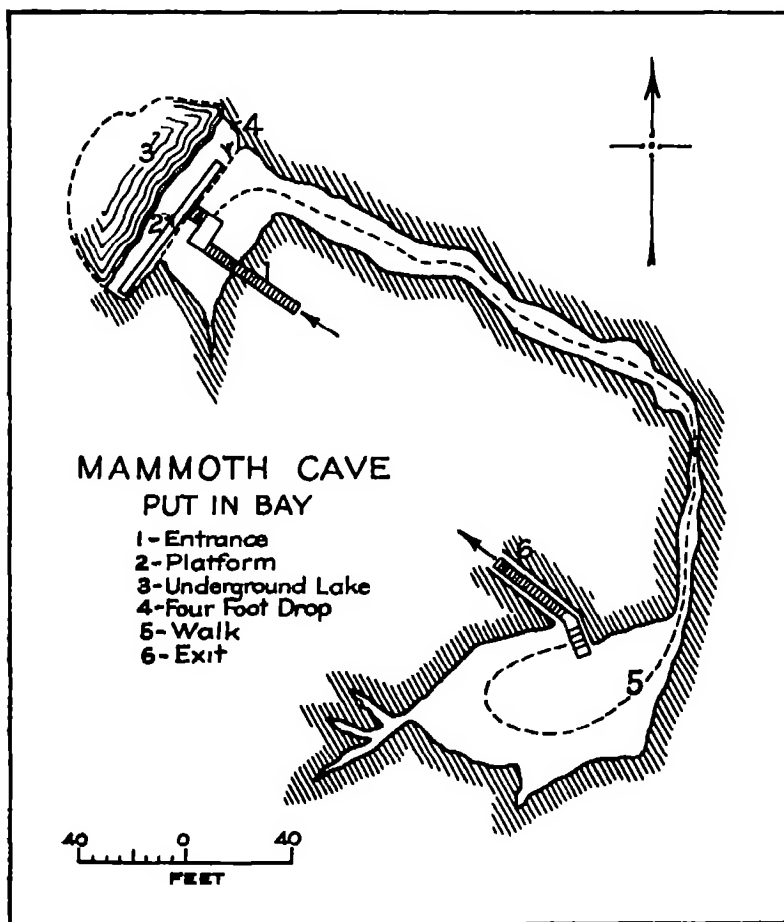 4
3
2
1
MAMMOTH CAVE
PUT IN BAY
1-Entrance
2-Platform
3-Underground Lake
4-Four Foot Drop
5-Walk
6-Exit
6
5
40 0 40
FEET